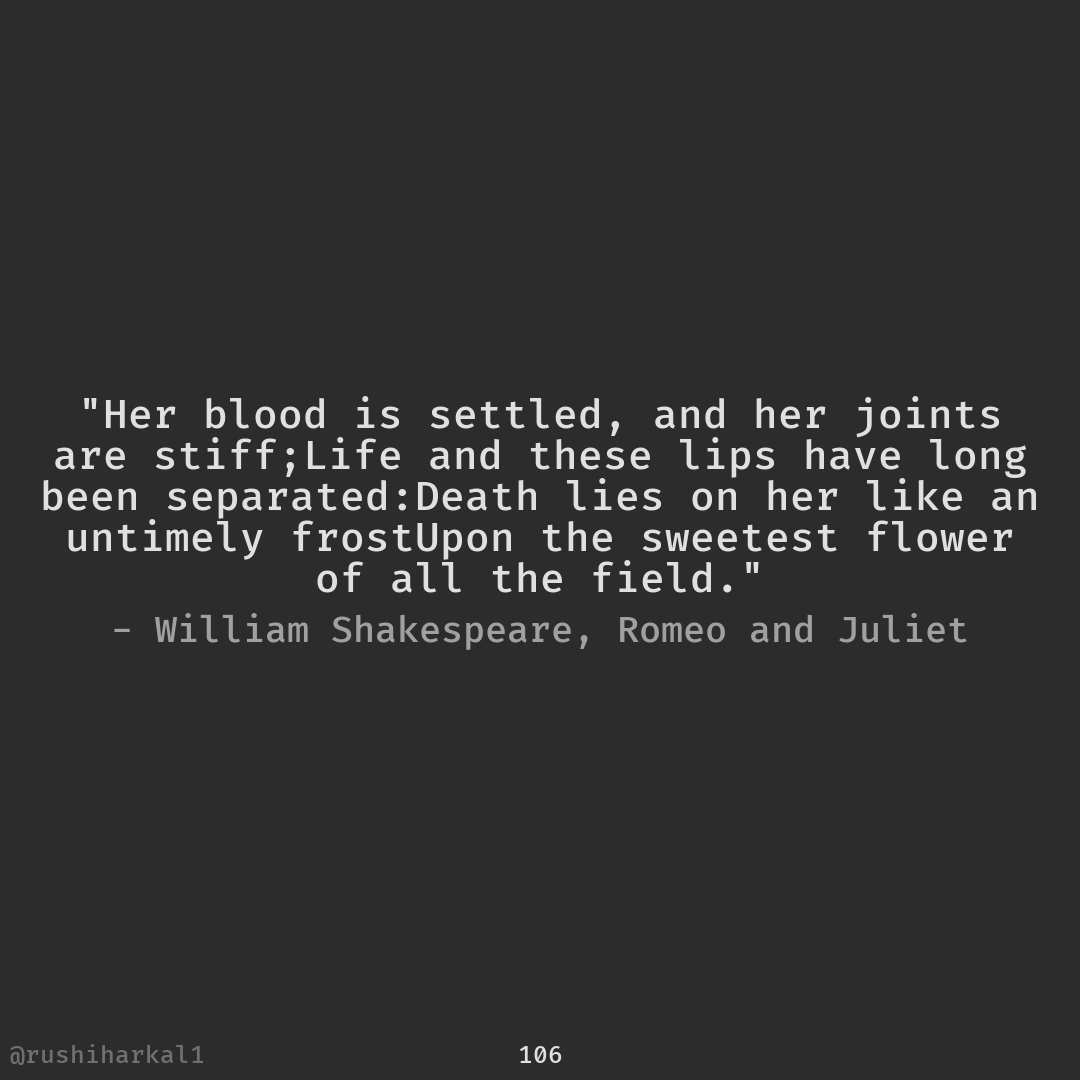 "Her blood is settled, and her joints
are stiff;Life and these lips have long
been separated:Death lies on her like an
untimely frostUpon the sweetest flower
of all the field."
– William Shakespeare, Romeo and Juliet
@rushiharkal1
106